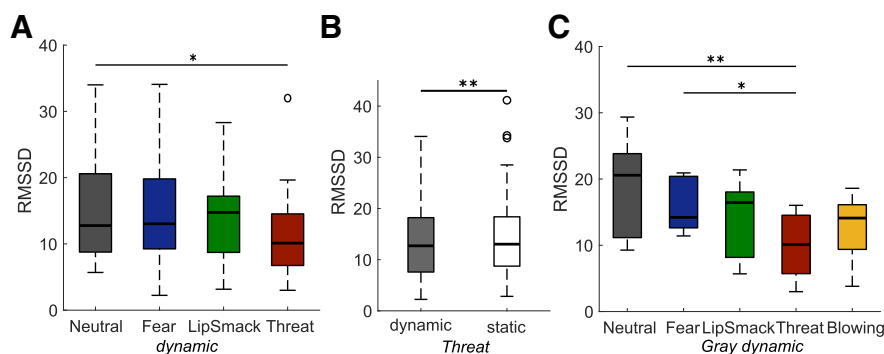 A
B
C
RMSSD
40
30
20
10
0
*
Neutral Fear LipSmack Threat
dynamic
RMSSD
40
30
20
10
0
**
dynamic static
Threat
RMSSD
40
30
20
10
0
**
*
Neutral Fear LipSmack Threat Blowing
Gray dynamic